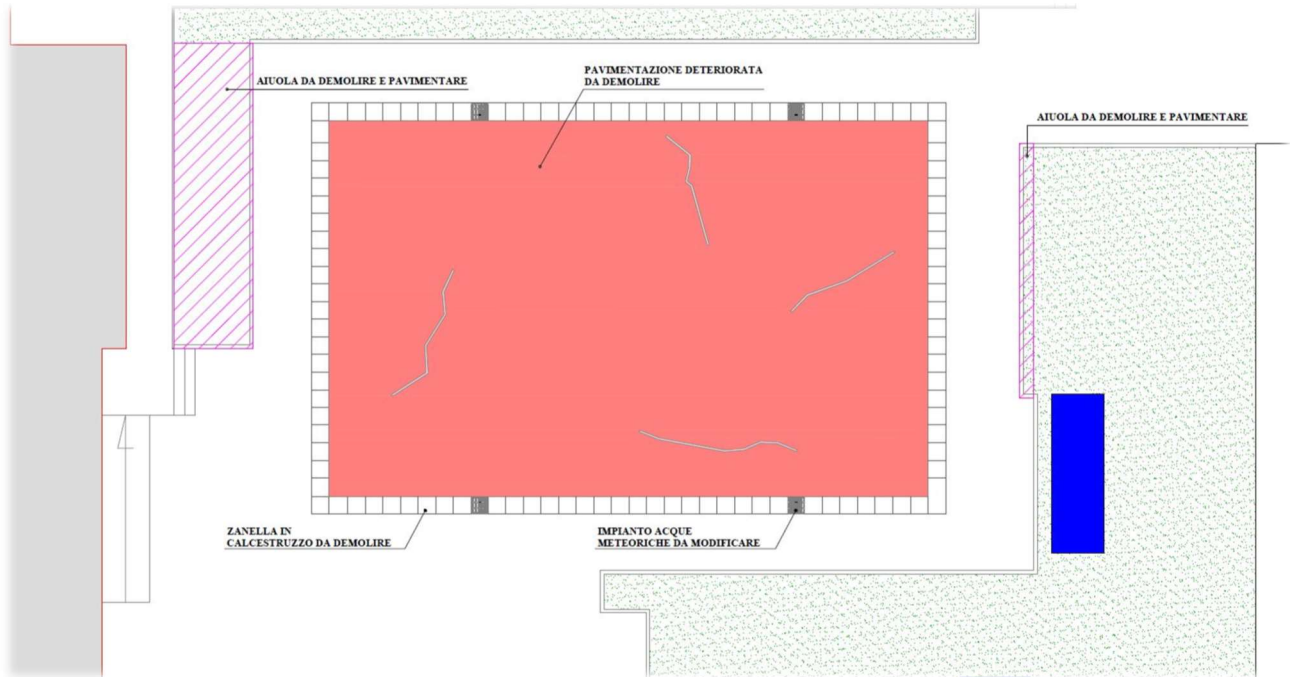 PAVIMENTAZIONE DETERIORATA
DA DEMOLIRE
AIUOLA DA DEMOLIRE E PAVIMENTARE
AIUOLA DA DEMOLIRE E PAVIMENTARE
ZANELLA IN
CALCESTRUZZO DA DEMOLIRE
IMPIANTO ACQUE
METEORICHE DA MODIFICARE